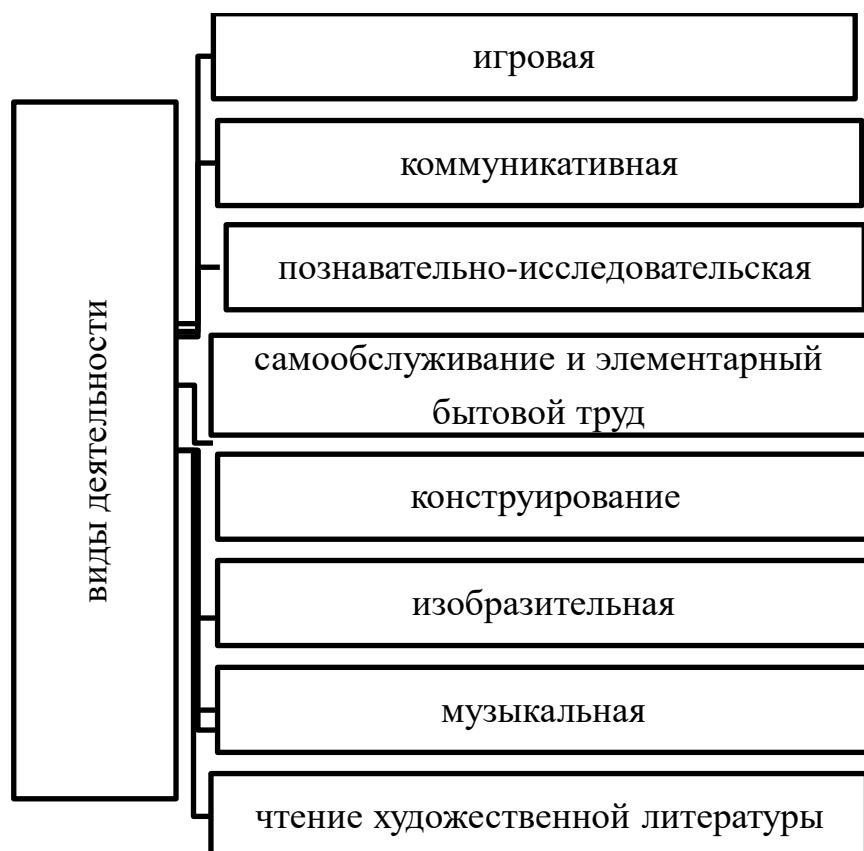 виды деятельности
игровая
коммуникативная
познавательно-исследовательская
самообслуживание и элементарный
бытовой труд
конструирование
изобразительная
музыкальная
чтение художественной литературы